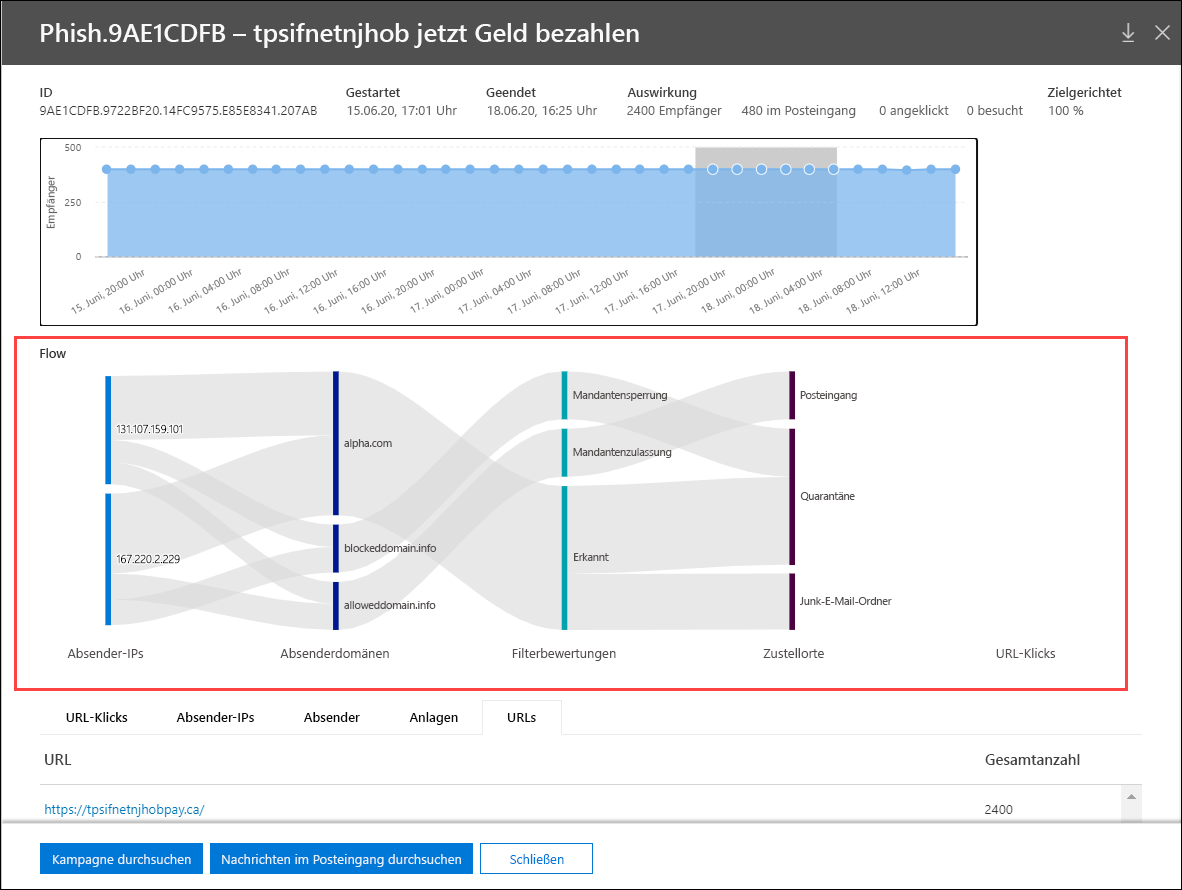 Phish.9AE1CDFB – tpsifnetnjhob jetzt Geld bezahlen
ID Gestartet Geendet Auswirkung Zielgerichtet
9AE1CDFB.9722BF20.14FC9575.E85E8341.207AB 15.06.20, 17:01 Uhr 18.06.20, 16:25 Uhr 2400 Empfänger 480 im Posteingang 0 angeklickt 0 besucht 100 %
500
250
0
Empfänger
15. Juni, 20:00 Uhr
16. Juni, 00:00 Uhr
16. Juni, 04:00 Uhr
16. Juni, 08:00 Uhr
16. Juni, 12:00 Uhr
16. Juni, 16:00 Uhr
16. Juni, 20:00 Uhr
17. Juni, 00:00 Uhr
17. Juni, 04:00 Uhr
17. Juni, 08:00 Uhr
17. Juni, 12:00 Uhr
17. Juni, 16:00 Uhr
17. Juni, 20:00 Uhr
18. Juni, 00:00 Uhr
18. Juni, 04:00 Uhr
18. Juni, 08:00 Uhr
18. Juni, 12:00 Uhr
Flow
131.107.159.101
167.220.2.229
alpha.com
blockeddomain.info
alloweddomain.info
Mandantensperrung
Mandantenzulassung
Erkannt
Posteingang
Quarantäne
Junk-E-Mail-Ordner
Absender-IPs Absenderdomänen Filterbewertungen Zustellorte URL-Klicks
URL-Klicks Absender-IPs Absender Anlagen URLs
URL Gesamtanzahl
https://tpsifnetnjhobpay.ca/ 2400
Kampagne durchsuchen Nachrichten im Posteingang durchsuchen Schließen